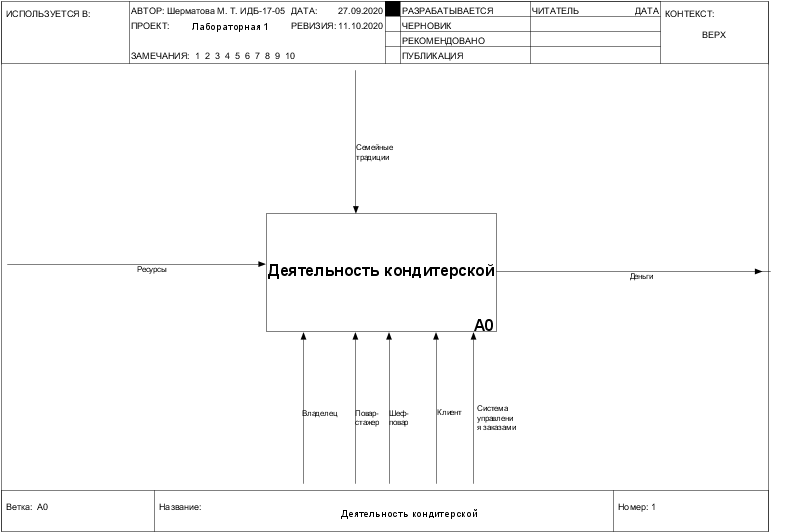 ИСПОЛЬЗУЕТСЯ В:
АВТОР: Шерматова М. Т. ИДБ-17-05 ДАТА: 27.09.2020
РАЗРАБАТЫВАЕТСЯ
ЧИТАТЕЛЬ ДАТА
КОНТЕКСТ:
ПРОЕКТ: Лабораторная 1 РЕВИЗИЯ: 11.10.2020
ЧЕРНОВИК
ВЕРХ
РЕКОМЕНДОВАНО
ЗАМЕЧАНИЯ: 1 2 3 4 5 6 7 8 9 10
ПУБЛИКАЦИЯ
Семейные
традиции
Ресурсы
Деятельность кондитерской
Деньги
A0
Владелец
Повар-
стажер
Шеф-
повар
Клиент
Система
управлени
я заказами
Ветка: A0
Название:
Деятельность кондитерской
Номер: 1